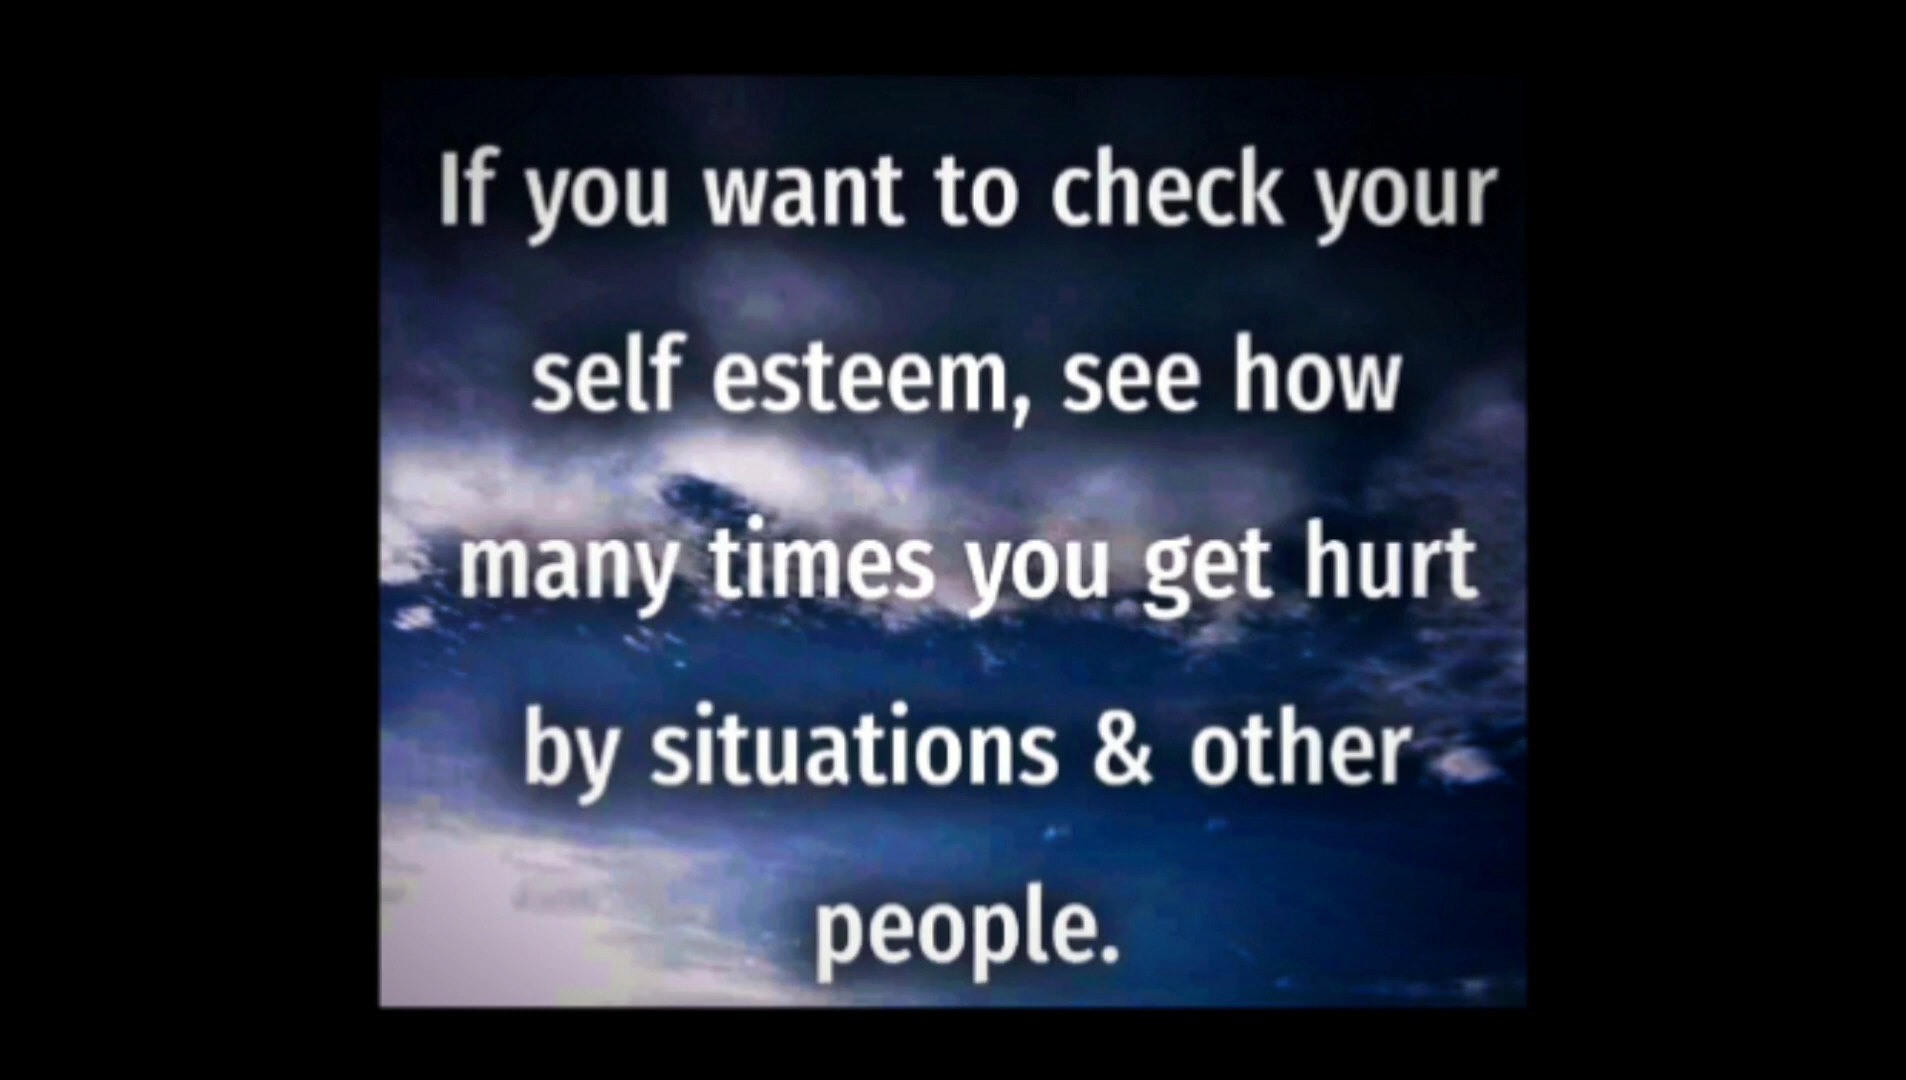 If you want to check your
self esteem, see how
many times you get hurt
by situations & other
people.